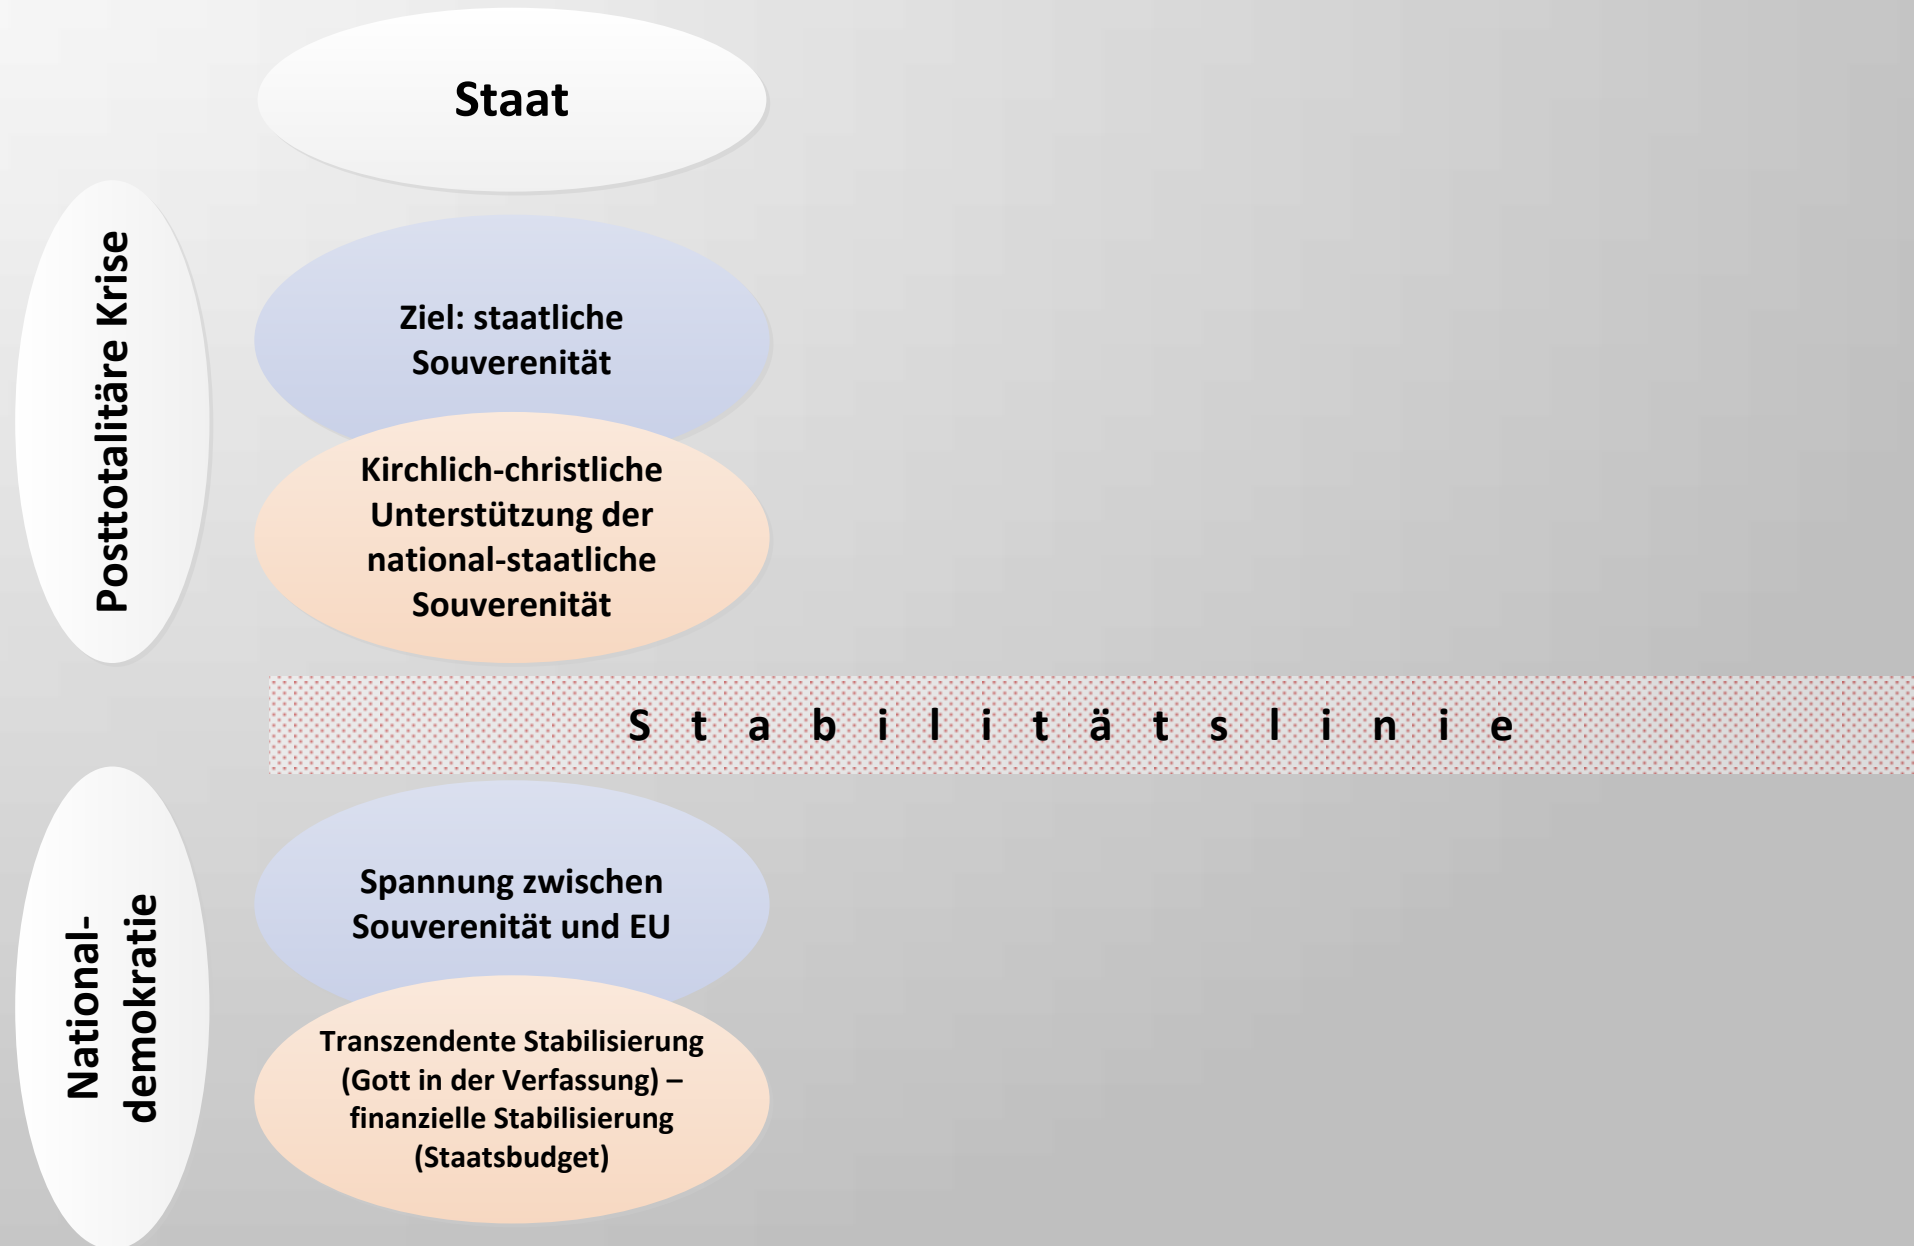 Staat
Posttotalitäre Krise
Ziel: staatliche
Souverenität
Kirchlich-christliche
Unterstützung der
national-staatliche
Souverenität
Stabilitätslinie
National-
demokratie
Spannung zwischen
Souverenität und EU
Transzendente Stabilisierung
(Gott in der Verfassung) –
finanzielle Stabilisierung
(Staatsbudget)